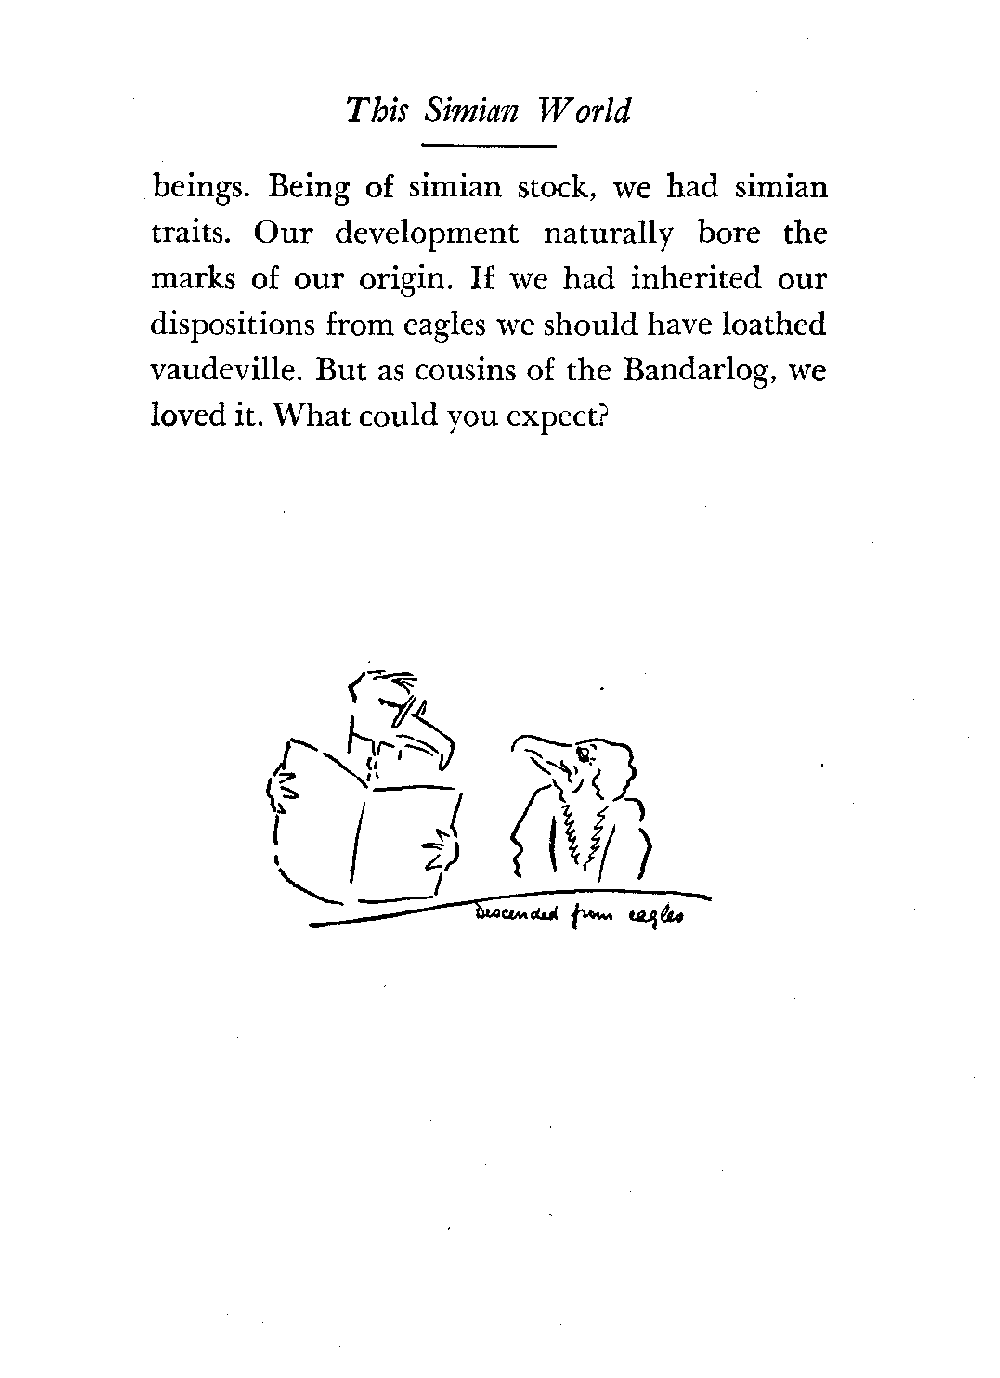 This Simian World
beings. Being of simian stock, we had simian
traits. Our development naturally bore the
marks of our origin. If we had inherited our
dispositions from eagles we should have loathed
vaudeville. But as cousins of the Bandarlog, we
loved it. What could you expect?
Descended from eagles